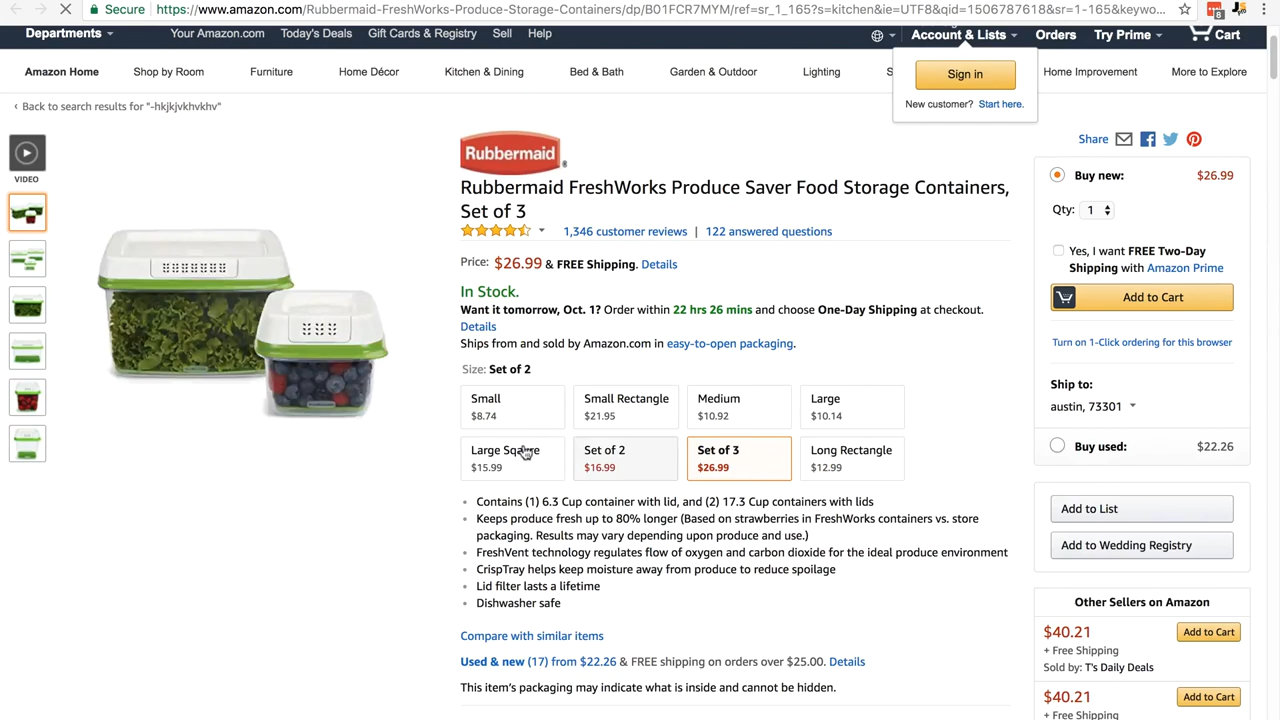 Secure https://www.amazon.com/Rubbermaid-FreshWorks-Produce-Storage-Containers/dp/B01FCR7MYM/ref=sr_1_165?s=kitchen&ie=UTF8&qid=1506787618&sr=1-165&keywo...
8
Departments Your Amazon.com Today's Deals Gift Cards & Registry Sell Help Account & Lists Orders Try Prime Cart
Amazon Home Shop by Room Furniture Home Décor Kitchen & Dining Bed & Bath Garden & Outdoor Lighting S Home Improvement More to Explore
Sign in
New customer? Start here.
‹ Back to search results for "-hkjkjvkhvkhv"
VIDEO
Rubbermaid®
Rubbermaid FreshWorks Produce Saver Food Storage Containers,
Set of 3
1,346 customer reviews | 122 answered questions
Price: $26.99 & FREE Shipping. Details
In Stock.
Want it tomorrow, Oct. 1? Order within 22 hrs 26 mins and choose One-Day Shipping at checkout.
Details
Ships from and sold by Amazon.com in easy-to-open packaging.
Size: Set of 2
Small Small Rectangle Medium Large
$8.74 $21.95 $10.92 $10.14
Large Square Set of 2 Set of 3 Long Rectangle
$15.99 $16.99 $26.99 $12.99
• Contains (1) 6.3 Cup container with lid, and (2) 17.3 Cup containers with lids
• Keeps produce fresh up to 80% longer (Based on strawberries in FreshWorks containers vs. store
packaging. Results may vary depending upon produce and use.)
• FreshVent technology regulates flow of oxygen and carbon dioxide for the ideal produce environment
• CrispTray helps keep moisture away from produce to reduce spoilage
• Lid filter lasts a lifetime
• Dishwasher safe
Compare with similar items
Used & new (17) from $22.26 & FREE shipping on orders over $25.00. Details
This item's packaging may indicate what is inside and cannot be hidden.
Share
Buy new: $26.99
Qty: 1
Yes, I want FREE Two-Day
Shipping with Amazon Prime
Add to Cart
Turn on 1-Click ordering for this browser
Ship to:
austin, 73301
Buy used: $22.26
Add to List
Add to Wedding Registry
Other Sellers on Amazon
$40.21 Add to Cart
+ Free Shipping
Sold by: T's Daily Deals
$40.21 Add to Cart
+ Free Shipping